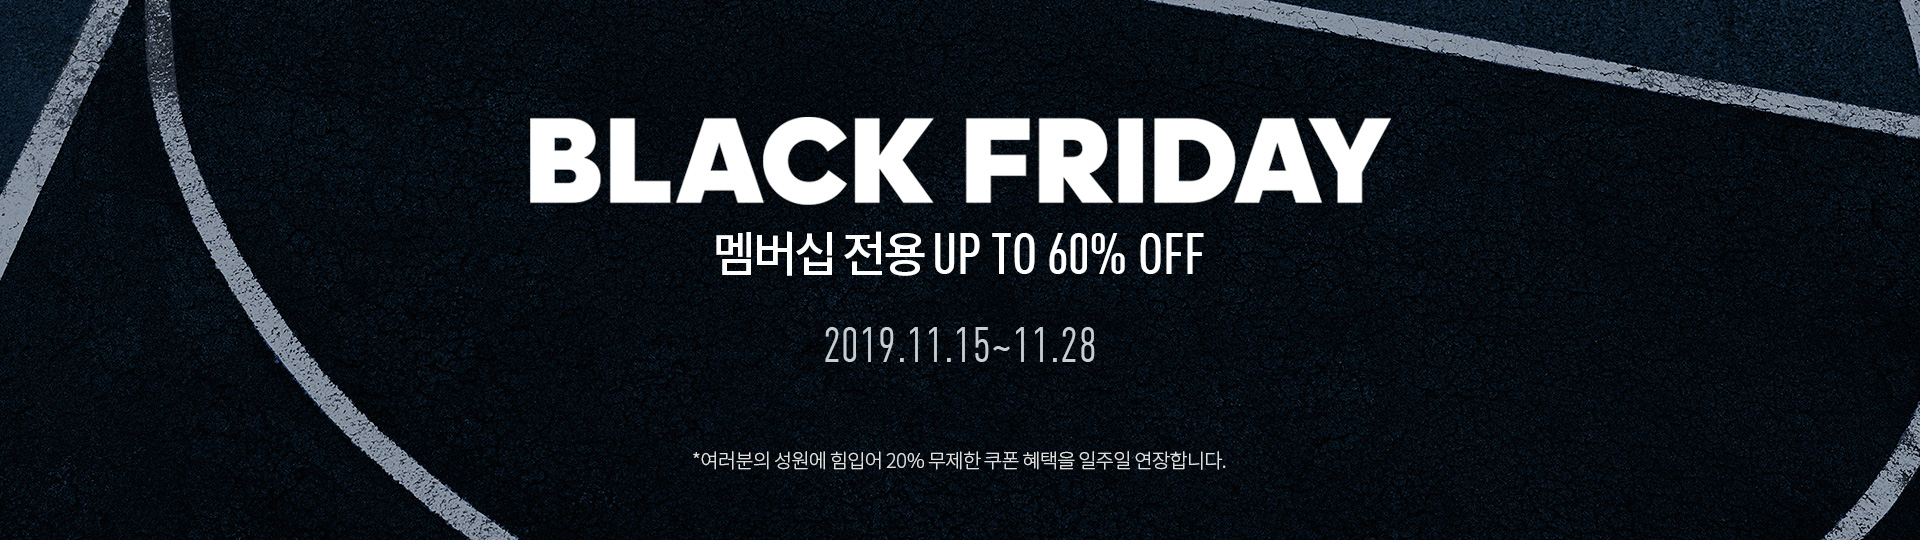 BLACK FRIDAY
멤버십 전용 UP TO 60% OFF
2019.11.15~11.28
*여러분의 성원에 힘입어 20% 무제한 쿠폰 혜택을 일주일 연장합니다.